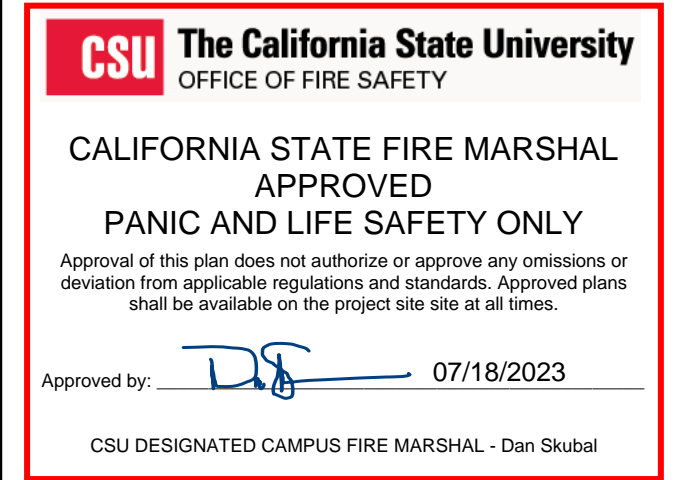 CSU
The California State University
OFFICE OF FIRE SAFETY
CALIFORNIA STATE FIRE MARSHAL
APPROVED
PANIC AND LIFE SAFETY ONLY
Approval of this plan does not authorize or approve any omissions or
deviation from applicable regulations and standards. Approved plans
shall be available on the project site site at all times.
Approved by: 07/18/2023
CSU DESIGNATED CAMPUS FIRE MARSHAL - Dan Skubal